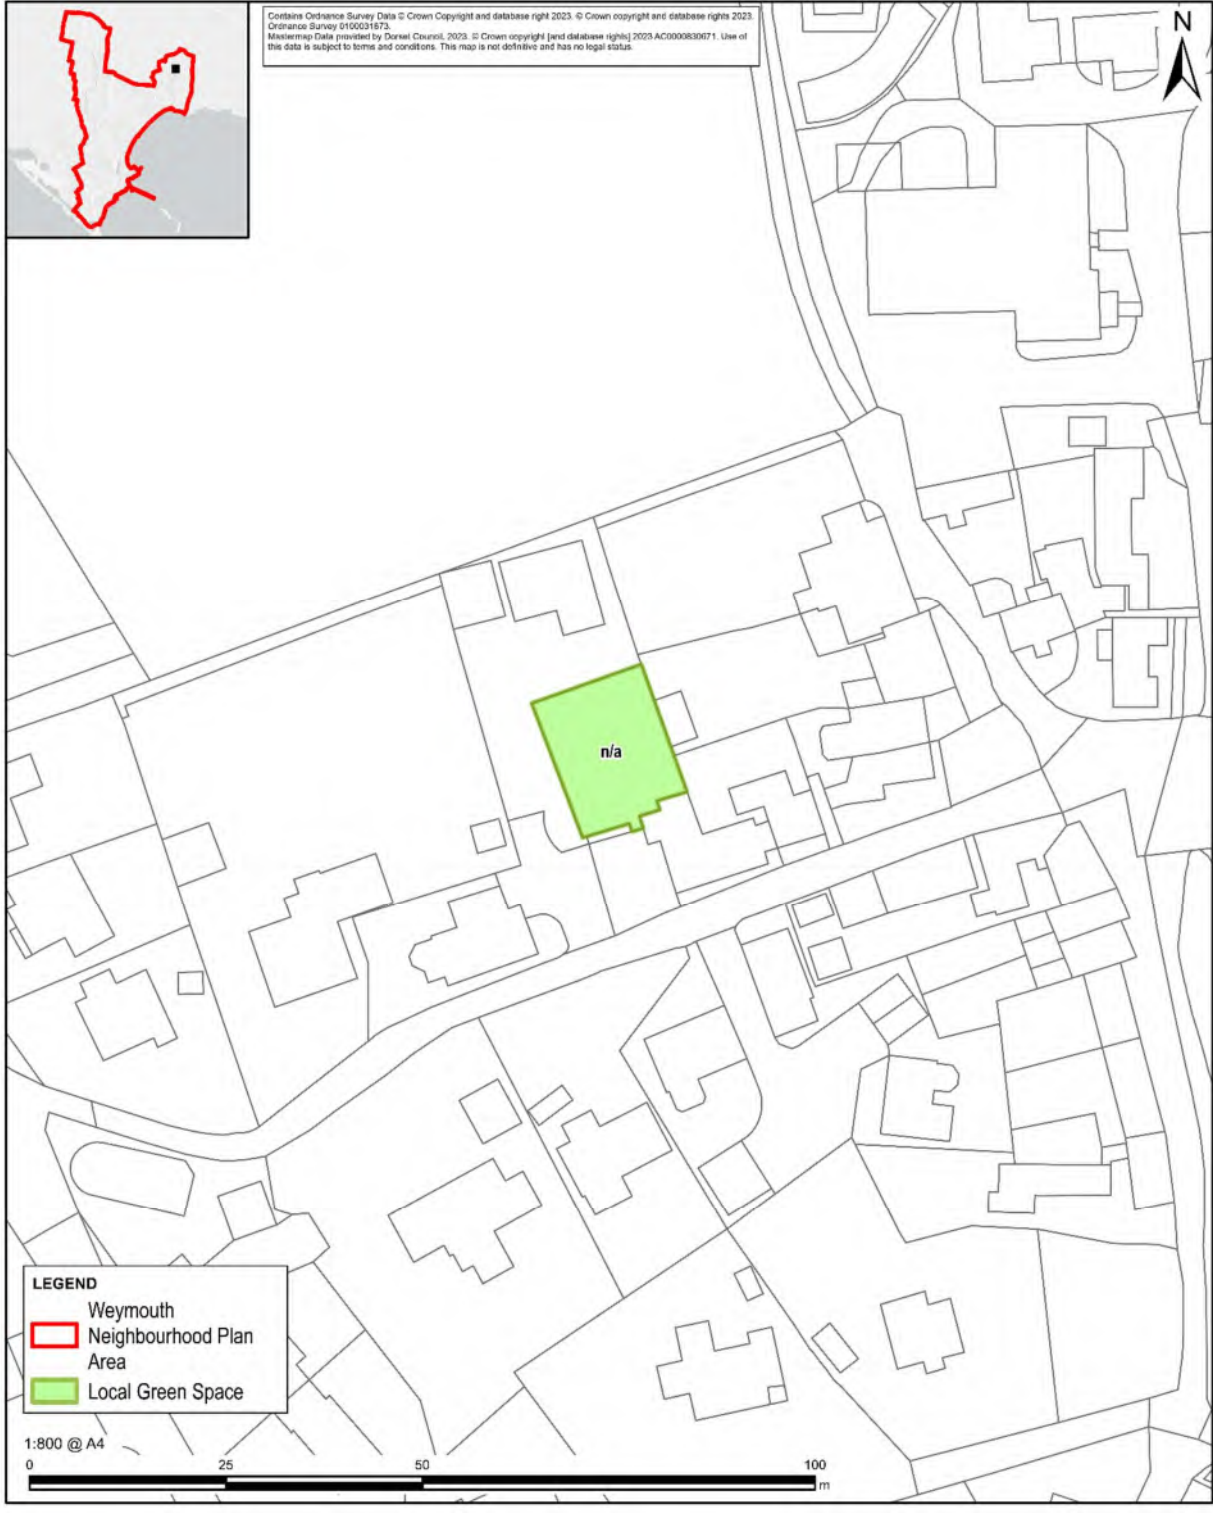 Contains Ordnance Survey Data © Crown Copyright and database right 2023. © Crown copyright and database rights 2023.
Ordnance Survey 0100031673.
Mastermap Data provided by Dorset Council, 2023. © Crown copyright [and database rights] 2023 AC0000830671. Use of
this data is subject to terms and conditions. This map is not definitive and has no legal status.
N
n/a
LEGEND
Weymouth
Neighbourhood Plan
Area
Local Green Space
1:800 @ A4
0 25 50 100
m